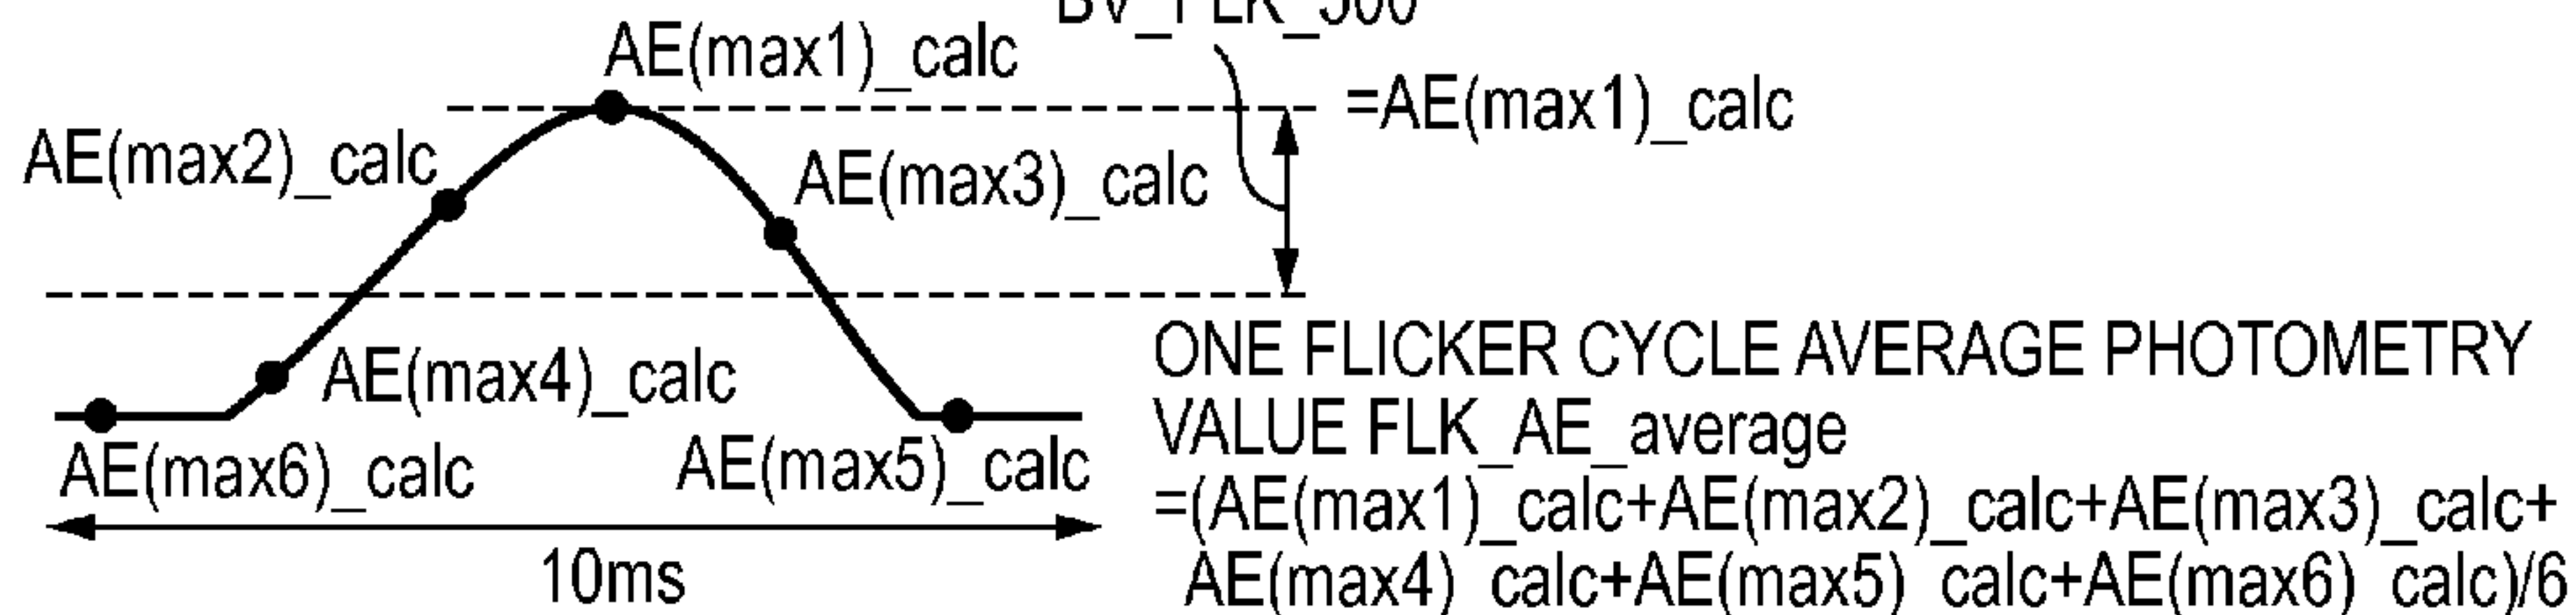 AE(max1)_calc
=AE(max1)_calc
AE(max2)_calc
AE(max3)_calc
AE(max4)_calc
AE(max6)_calc
AE(max5)_calc
10ms
ONE FLICKER CYCLE AVERAGE PHOTOMETRY
VALUE FLK_AE_average
=(AE(max1)_calc+AE(max2)_calc+AE(max3)_calc+
AE(max4)_calc+AE(max5)_calc+AE(max6)_calc)/6